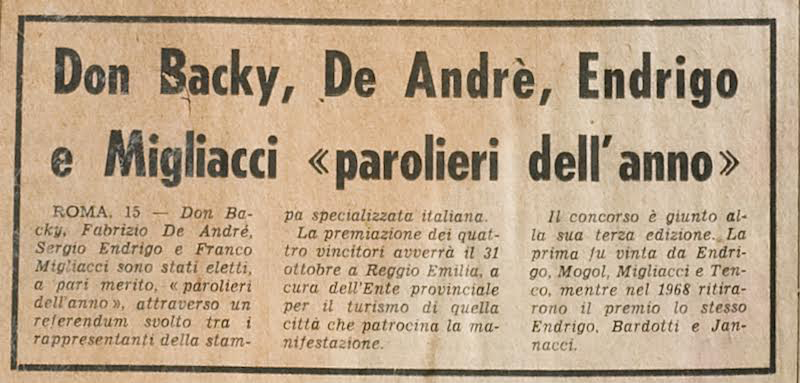 Don Backy, De Andrè, Endrigo
e Migliacci «parolieri dell'anno»
ROMA, 15 — Don Ba-
cky, Fabrizio De Andrè,
Sergio Endrigo e Franco
Migliacci sono stati eletti,
a pari merito, « parolieri
dell'anno », attraverso un
referendum svolto tra i
rappresentanti della stam-
pa specializzata italiana.
La premiazione dei quat-
tro vincitori avverrà il 31
ottobre a Reggio Emilia, a
cura dell'Ente provinciale
per il turismo di quella
città che patrocina la ma-
nifestazione.
Il concorso è giunto al-
la sua terza edizione. La
prima fu vinta da Endri-
go, Mogol, Migliacci e Ten-
co, mentre nel 1968 ritira-
rono il premio lo stesso
Endrigo, Bardotti e Jan-
nacci.